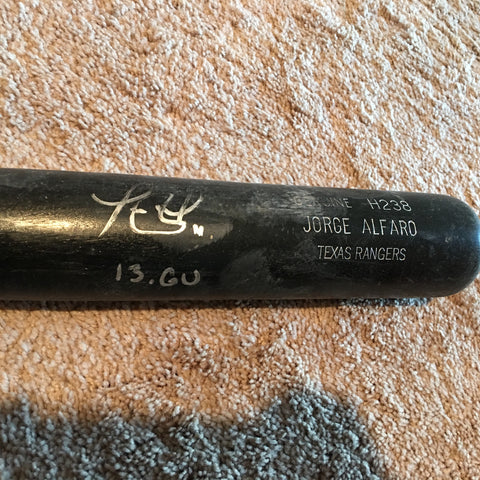 H238
JORGE ALFARO
TEXAS RANGERS
13.GU